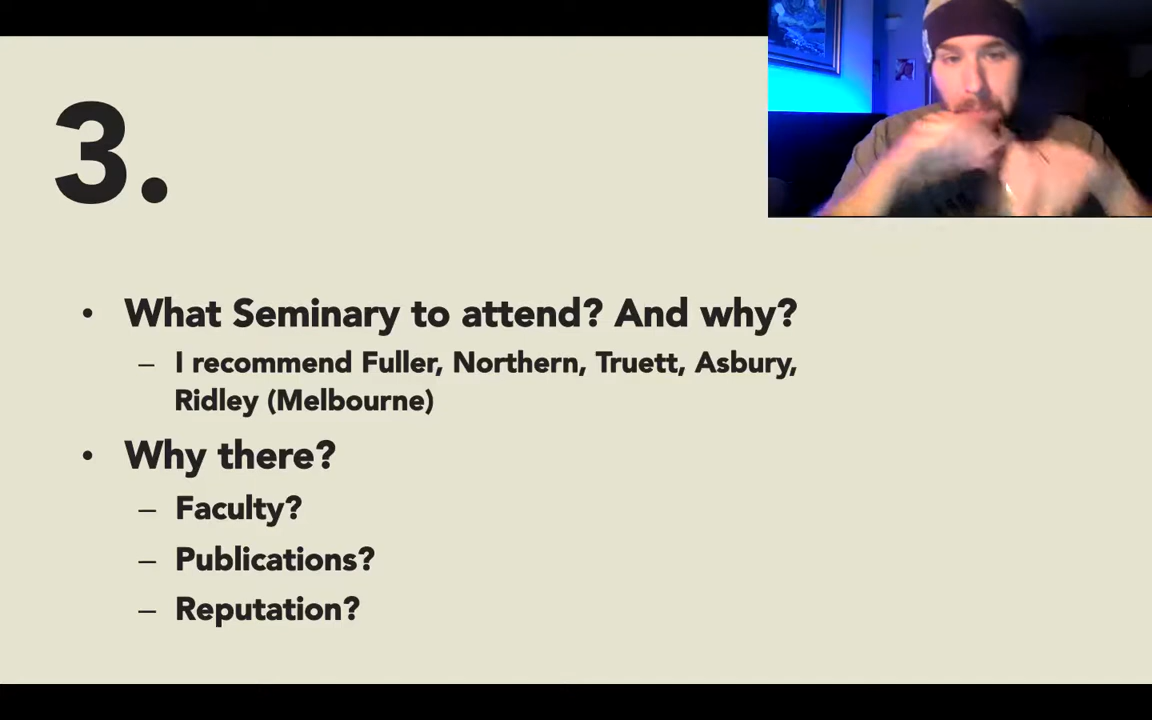 3.
• What Seminary to attend? And why?
– I recommend Fuller, Northern, Truett, Asbury,
Ridley (Melbourne)
• Why there?
– Faculty?
– Publications?
– Reputation?